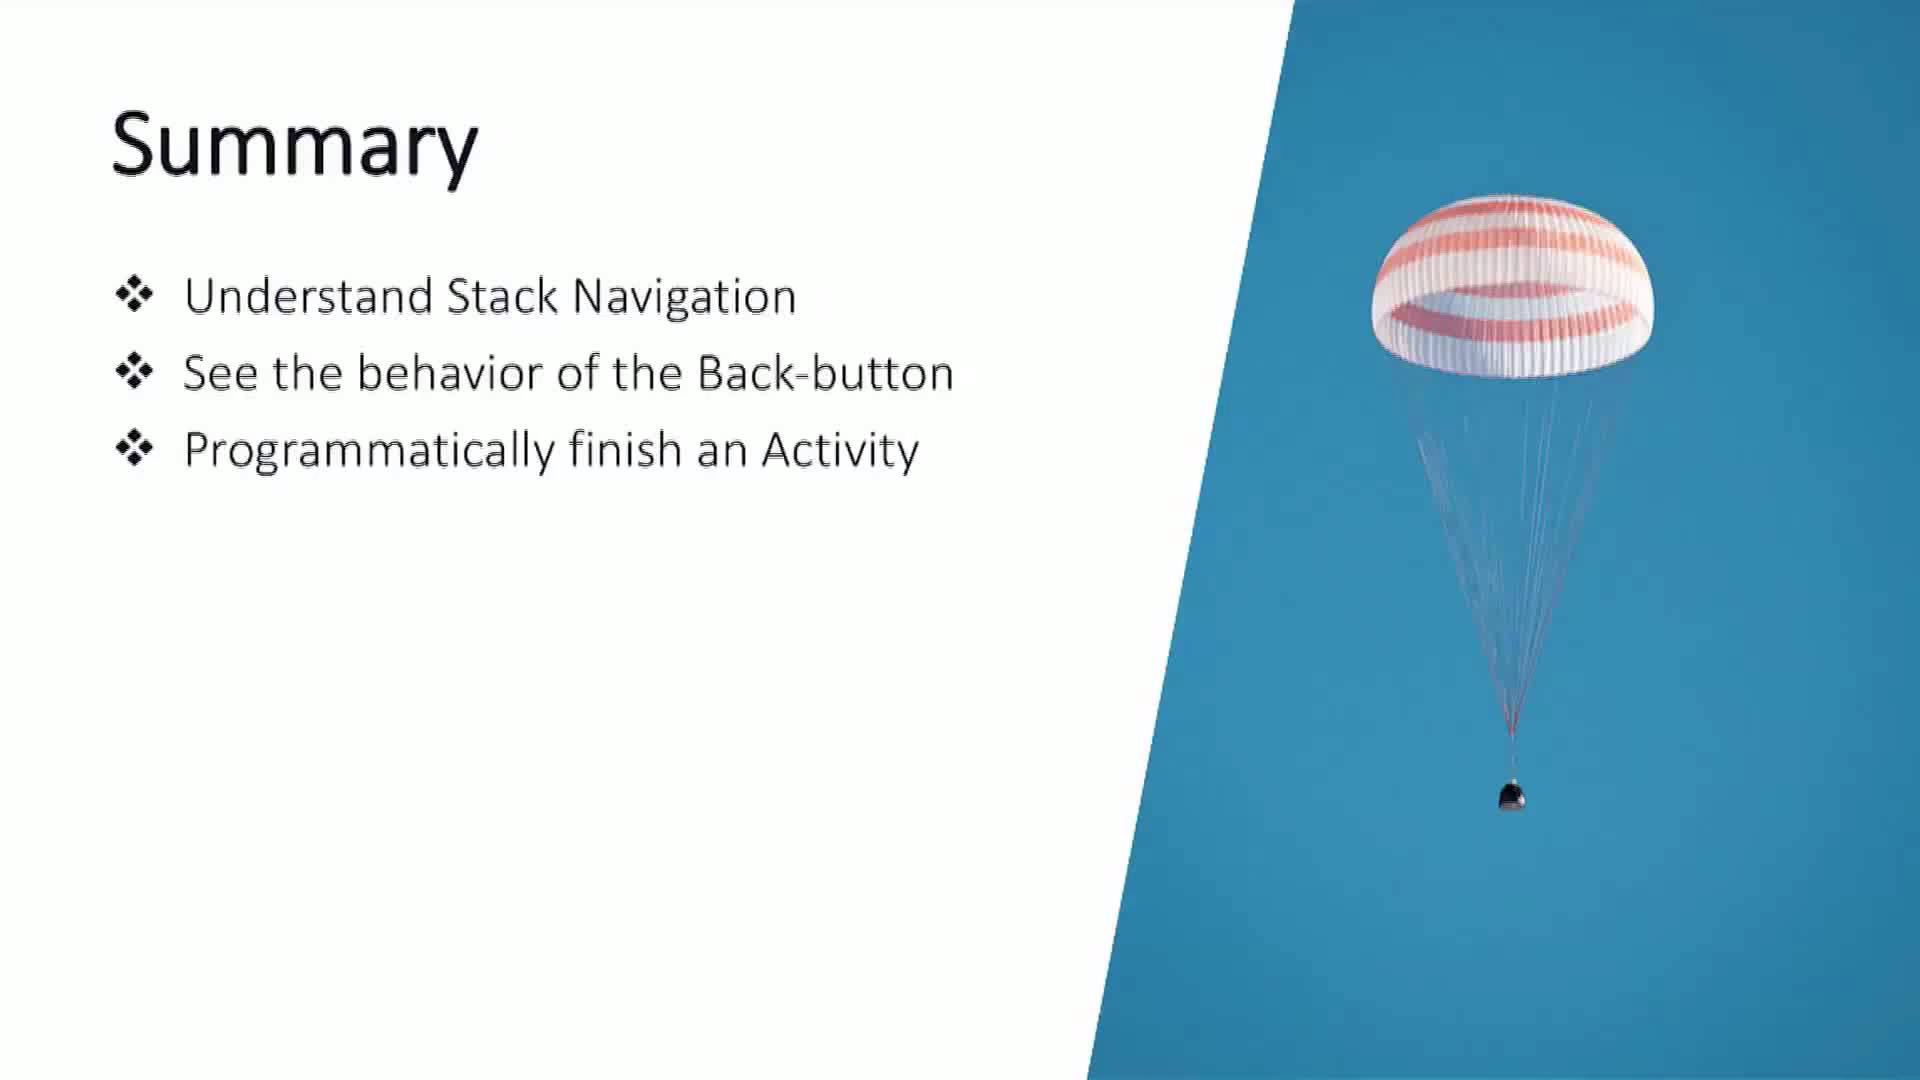 Summary
❖ Understand Stack Navigation
❖ See the behavior of the Back-button
❖ Programmatically finish an Activity